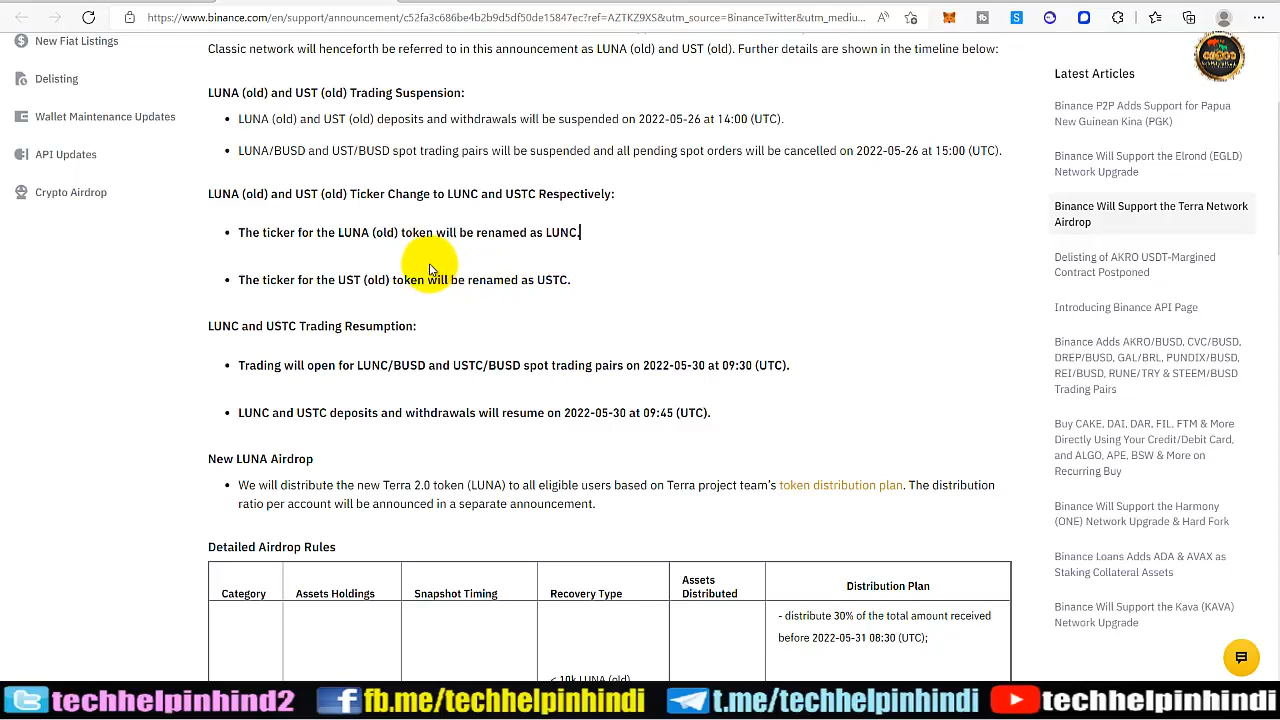 https://www.binance.com/en/support/announcement/c52fa3c686be4b2b9d5df50de15847ec?ref=AZTKZ9XS&utm_source=BinanceTwitter&utm_mediu...
New Fiat Listings
Delisting
Wallet Maintenance Updates
API Updates
Crypto Airdrop
Classic network will henceforth be referred to in this announcement as LUNA (old) and UST (old). Further details are shown in the timeline below:
LUNA (old) and UST (old) Trading Suspension:
• LUNA (old) and UST (old) deposits and withdrawals will be suspended on 2022-05-26 at 14:00 (UTC).
• LUNA/BUSD and UST/BUSD spot trading pairs will be suspended and all pending spot orders will be cancelled on 2022-05-26 at 15:00 (UTC).
LUNA (old) and UST (old) Ticker Change to LUNC and USTC Respectively:
• The ticker for the LUNA (old) token will be renamed as LUNC.
• The ticker for the UST (old) token will be renamed as USTC.
LUNC and USTC Trading Resumption:
• Trading will open for LUNC/BUSD and USTC/BUSD spot trading pairs on 2022-05-30 at 09:30 (UTC).
• LUNC and USTC deposits and withdrawals will resume on 2022-05-30 at 09:45 (UTC).
New LUNA Airdrop
• We will distribute the new Terra 2.0 token (LUNA) to all eligible users based on Terra project team's token distribution plan. The distribution
ratio per account will be announced in a separate announcement.
Detailed Airdrop Rules
Category
Assets Holdings
Snapshot Timing
Recovery Type
Assets
Distributed
Distribution Plan
- distribute 30% of the total amount received
before 2022-05-31 08:30 (UTC);
< 10k LUNA (old)
Latest Articles
Binance P2P Adds Support for Papua
New Guinean Kina (PGK)
Binance Will Support the Elrond (EGLD)
Network Upgrade
Binance Will Support the Terra Network
Airdrop
Delisting of AKRO USDT-Margined
Contract Postponed
Introducing Binance API Page
Binance Adds AKRO/BUSD, CVC/BUSD,
DREP/BUSD, GAL/BRL, PUNDIX/BUSD,
REI/BUSD, RUNE/TRY & STEEM/BUSD
Trading Pairs
Buy CAKE, DAI, DAR, FIL, FTM & More
Directly Using Your Credit/Debit Card,
and ALGO, APE, BSW & More on
Recurring Buy
Binance Will Support the Harmony
(ONE) Network Upgrade & Hard Fork
Binance Loans Adds ADA & AVAX as
Staking Collateral Assets
Binance Will Support the Kava (KAVA)
Network Upgrade
techhelpinhind2
fb.me/techhelpinhindi
t.me/techhelpinhindi
techhelpinhindi